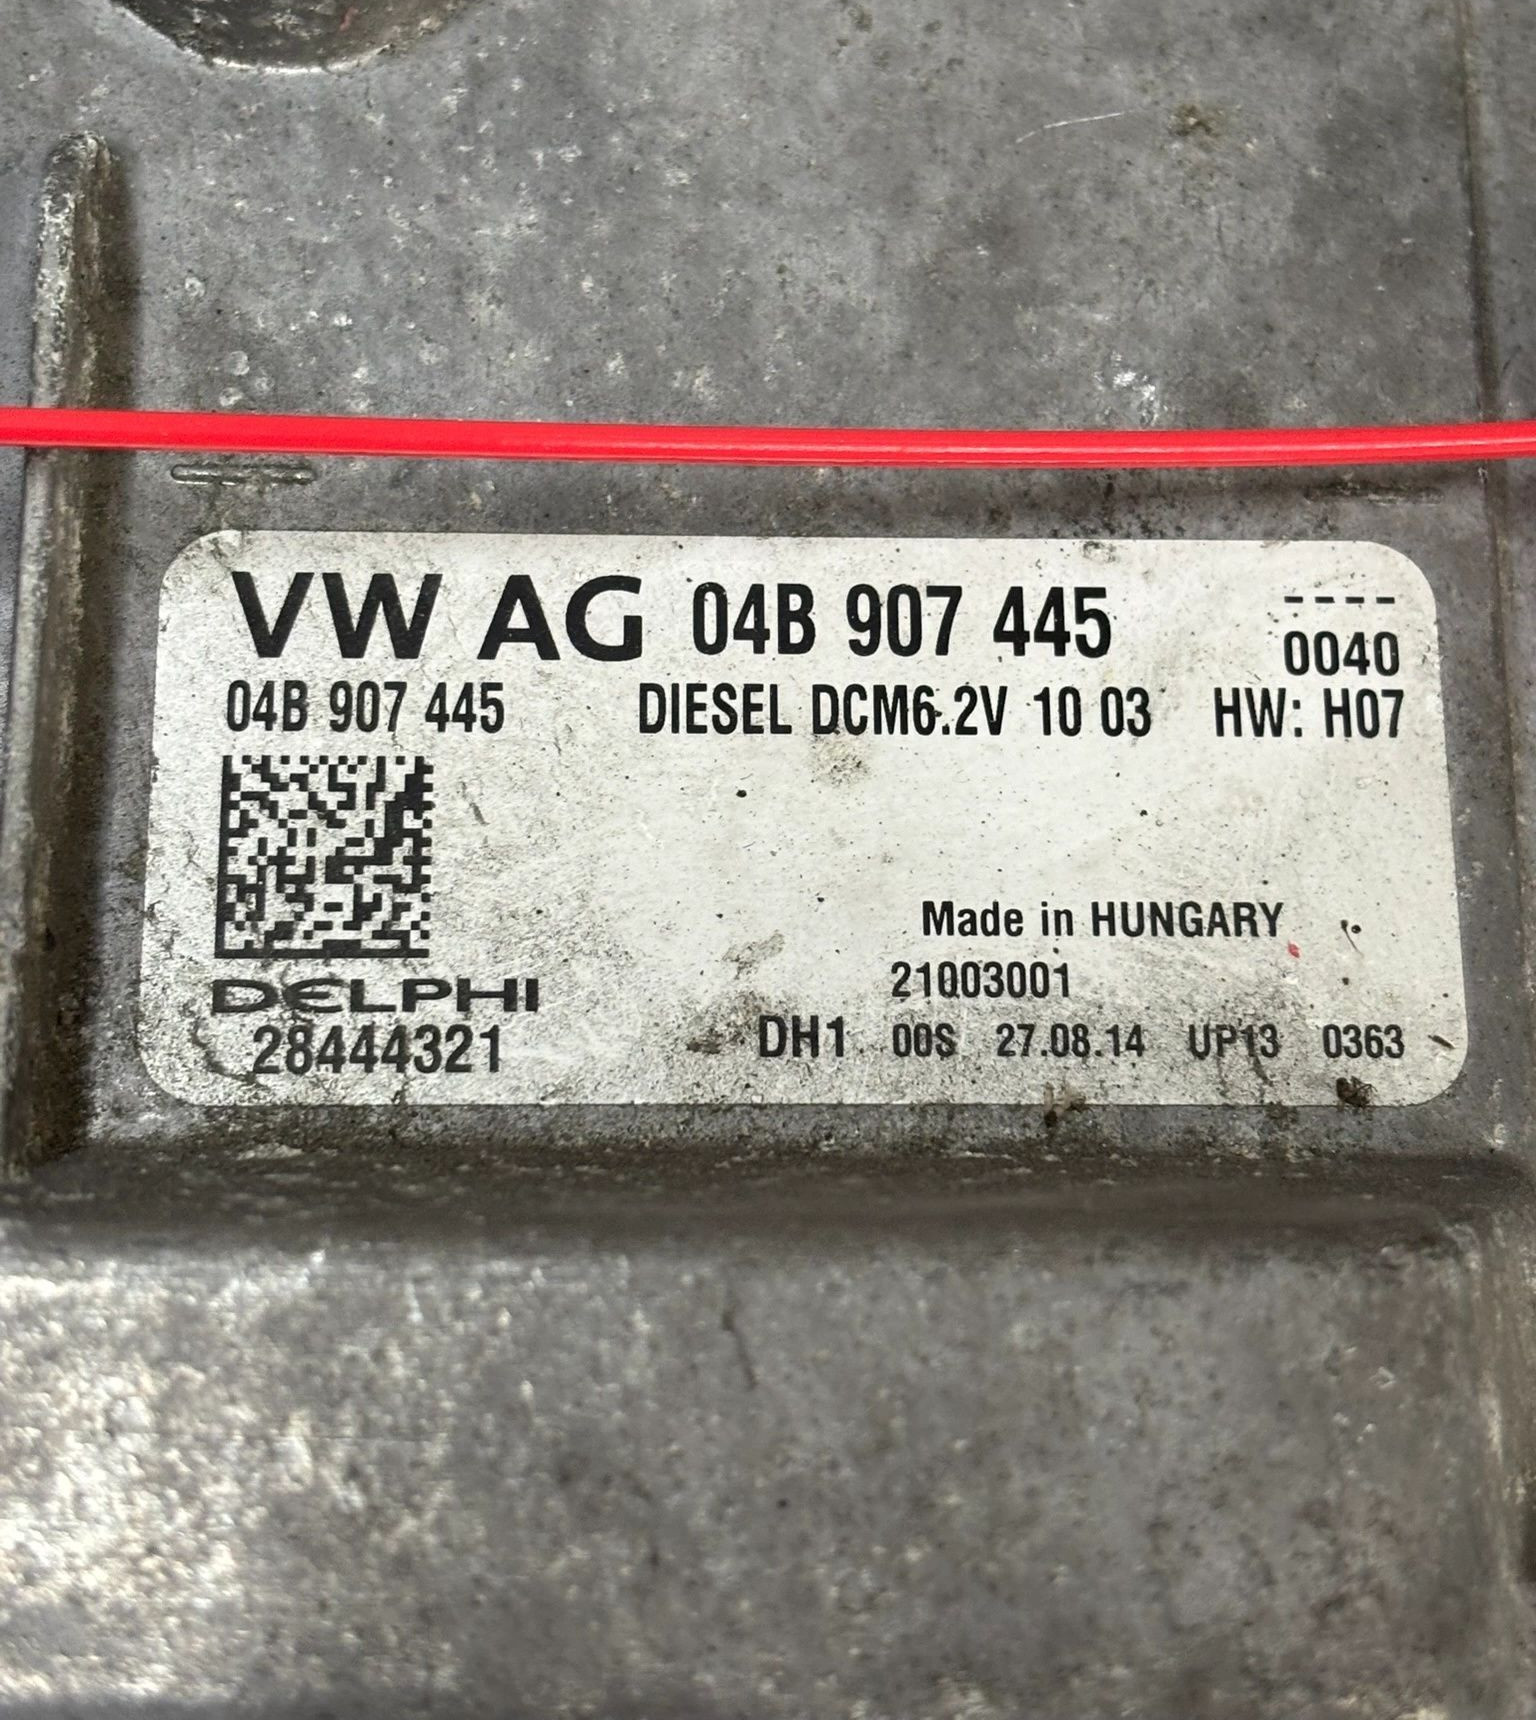 VW AG 04B 907 445 ----
0040
04B 907 445 DIESEL DCM6.2V 10 03 HW: H07
Made in HUNGARY
DELPHI 21003001
28444321 DH1 00S 27.08.14 UP13 0363